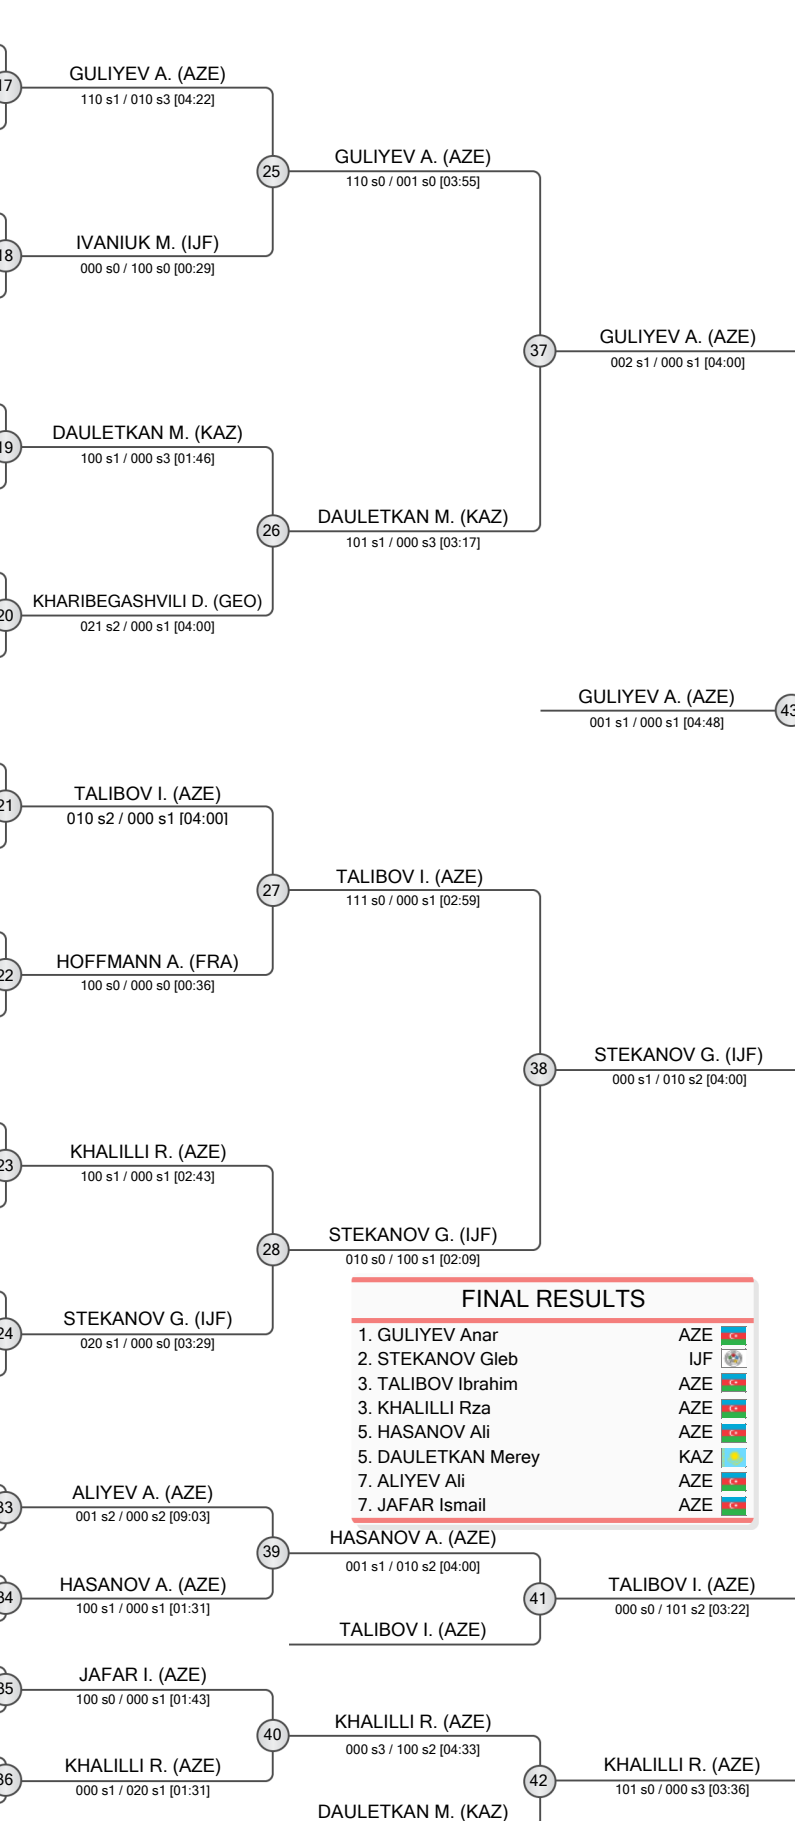 GULIYEV A. (AZE)
17
110 s1 / 010 s3 [04:22]
GULIYEV A. (AZE)
25
110 s0 / 001 s0 [03:55]
IVANIUK M. (IJF)
18
000 s0 / 100 s0 [00:29]
GULIYEV A. (AZE)
37
002 s1 / 000 s1 [04:00]
DAULETKAN M. (KAZ)
19
100 s1 / 000 s3 [01:46]
DAULETKAN M. (KAZ)
26
101 s1 / 000 s3 [03:17]
KHARIBEGASHVILI D. (GEO)
20
021 s2 / 000 s1 [04:00]
GULIYEV A. (AZE)
43
001 s1 / 000 s1 [04:48]
TALIBOV I. (AZE)
21
010 s2 / 000 s1 [04:00]
TALIBOV I. (AZE)
27
111 s0 / 000 s1 [02:59]
HOFFMANN A. (FRA)
22
100 s0 / 000 s0 [00:36]
STEKANOV G. (IJF)
38
000 s1 / 010 s2 [04:00]
KHALILLI R. (AZE)
23
100 s1 / 000 s1 [02:43]
STEKANOV G. (IJF)
28
010 s0 / 100 s1 [02:09]
STEKANOV G. (IJF)
24
020 s1 / 000 s0 [03:29]
FINAL RESULTS
1. GULIYEV Anar AZE
2. STEKANOV Gleb IJF
3. TALIBOV Ibrahim AZE
3. KHALILLI Rza AZE
5. HASANOV Ali AZE
5. DAULETKAN Merey KAZ
7. ALIYEV Ali AZE
7. JAFAR Ismail AZE
ALIYEV A. (AZE)
33
001 s2 / 000 s2 [09:03]
HASANOV A. (AZE)
39
001 s1 / 010 s2 [04:00]
HASANOV A. (AZE)
34
100 s1 / 000 s1 [01:31]
TALIBOV I. (AZE)
41
000 s0 / 101 s2 [03:22]
TALIBOV I. (AZE)
JAFAR I. (AZE)
35
100 s0 / 000 s1 [01:43]
KHALILLI R. (AZE)
40
000 s3 / 100 s2 [04:33]
KHALILLI R. (AZE)
36
000 s1 / 020 s1 [01:31]
KHALILLI R. (AZE)
42
101 s0 / 000 s3 [03:36]
DAULETKAN M. (KAZ)